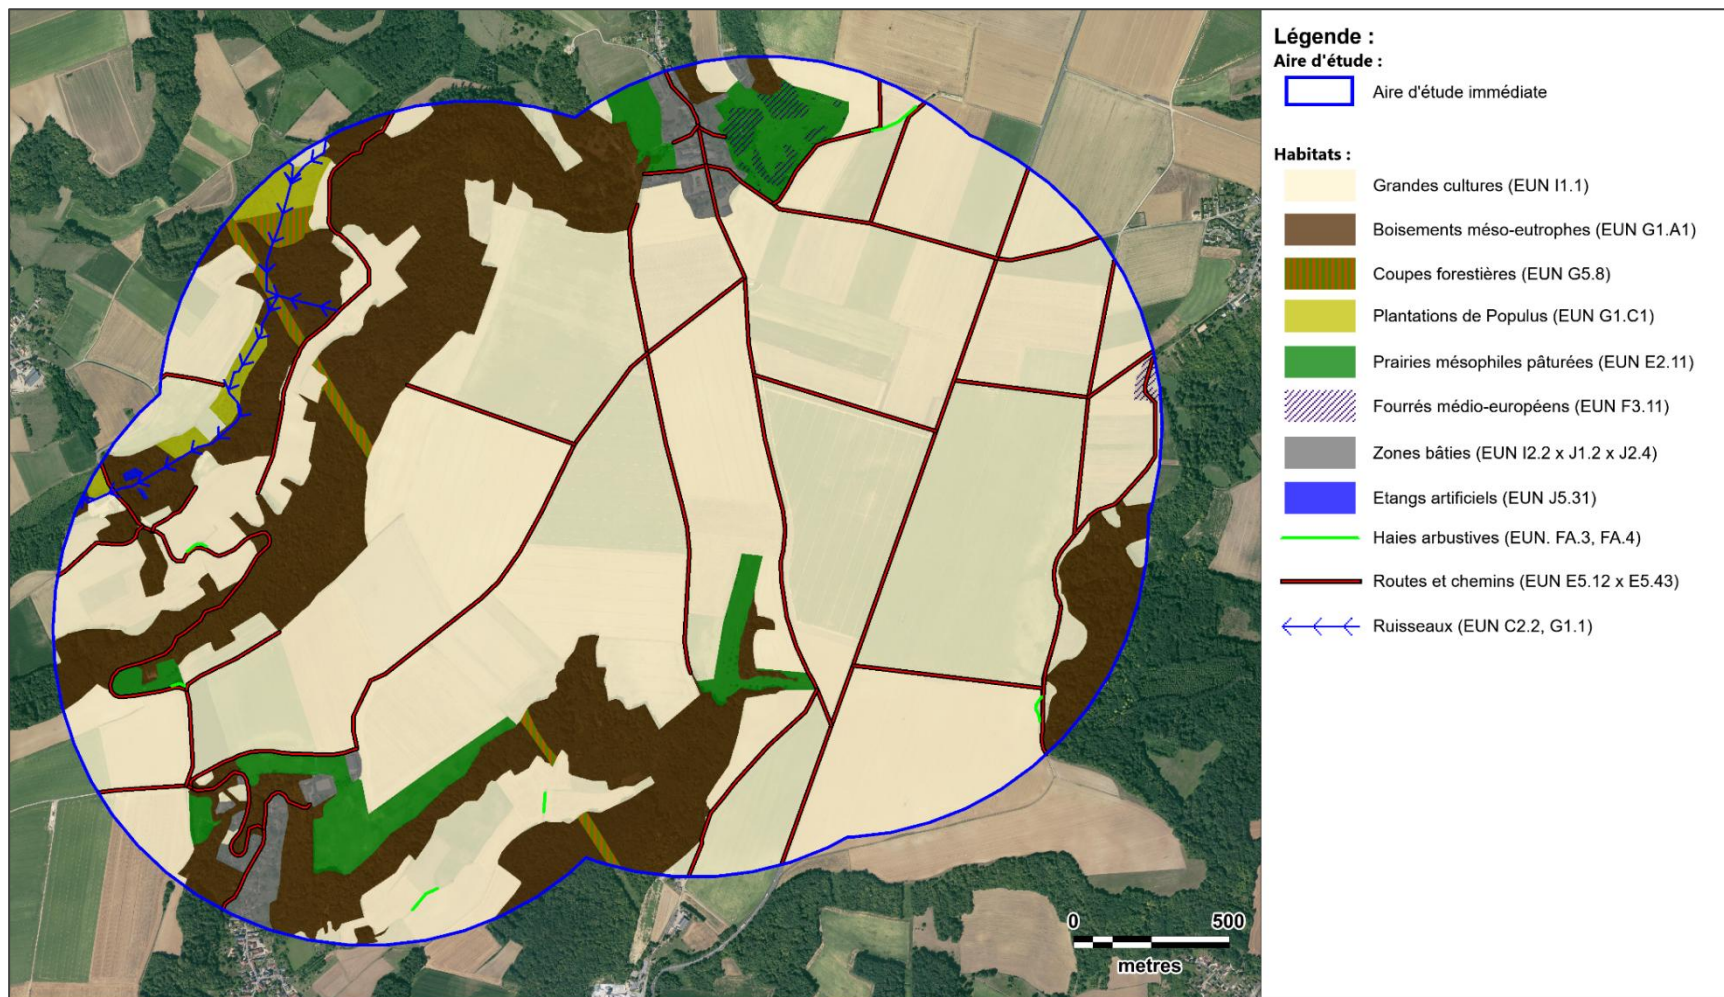 Légende :
Aire d'étude :
Aire d'étude immédiate
Habitats :
Grandes cultures (EUN I1.1)
Boisements méso-eutrophes (EUN G1.A1)
Coupes forestières (EUN G5.8)
Plantations de Populus (EUN G1.C1)
Prairies mésophiles pâturées (EUN E2.11)
Fourrés médio-européens (EUN F3.11)
Zones bâties (EUN I2.2 x J1.2 x J2.4)
Etangs artificiels (EUN J5.31)
Haies arbustives (EUN. FA.3, FA.4)
Routes et chemins (EUN E5.12 x E5.43)
Ruisseaux (EUN C2.2, G1.1)
0 500
metres